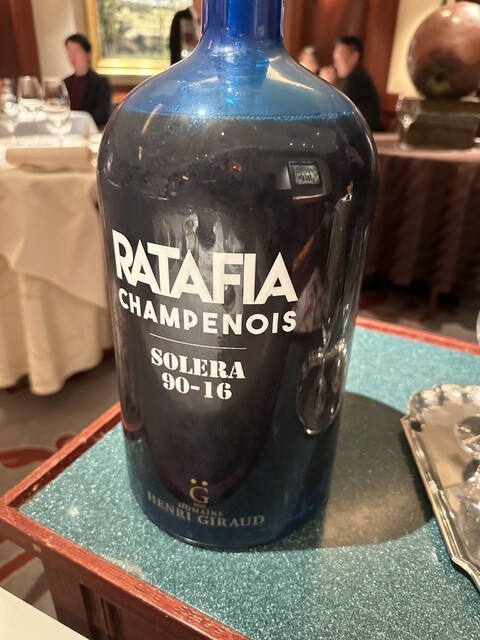 RATAFIA
CHAMPENOIS
SOLERA
90-16
G
DOMAINE
HENRI GIRAUD